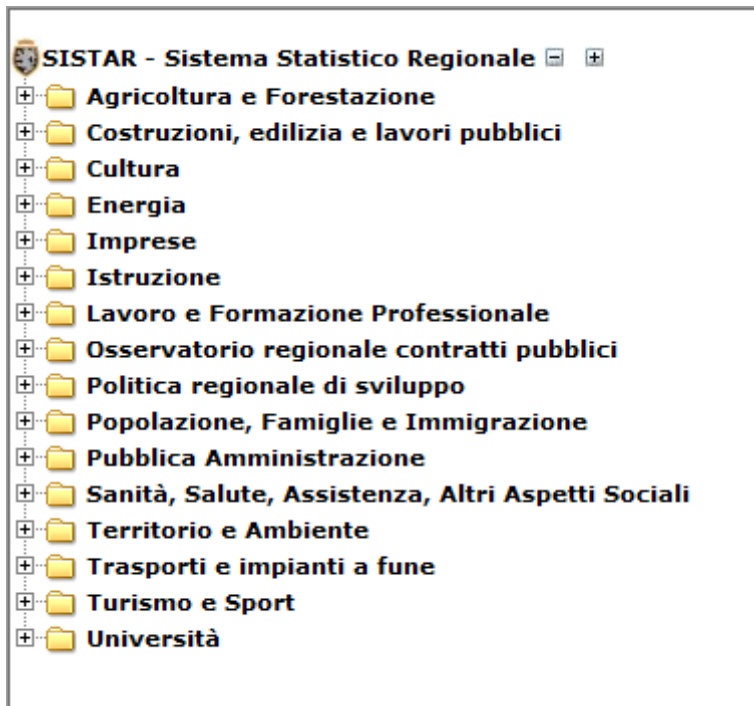 SISTAR - Sistema Statistico Regionale
Agricoltura e Forestazione
Costruzioni, edilizia e lavori pubblici
Cultura
Energia
Imprese
Istruzione
Lavoro e Formazione Professionale
Osservatorio regionale contratti pubblici
Politica regionale di sviluppo
Popolazione, Famiglie e Immigrazione
Pubblica Amministrazione
Sanità, Salute, Assistenza, Altri Aspetti Sociali
Territorio e Ambiente
Trasporti e impianti a fune
Turismo e Sport
Università